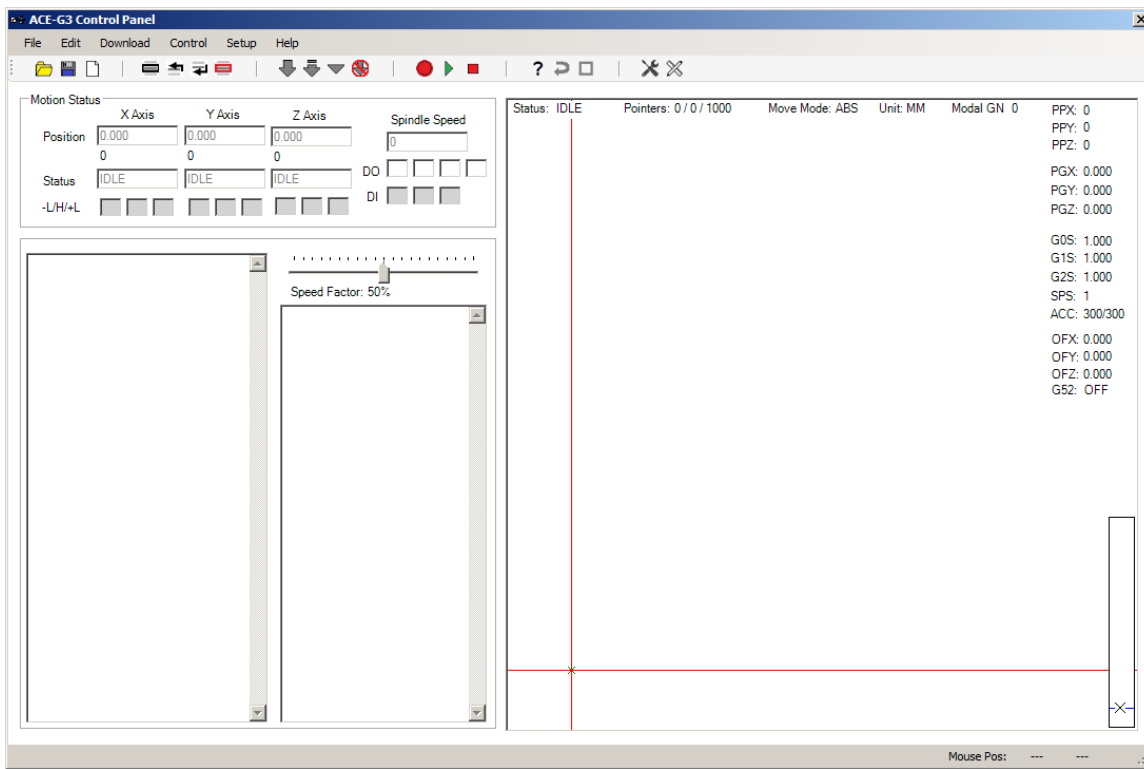 ACE-G3 Control Panel
File Edit Download Control Setup Help
Motion Status
X Axis Y Axis Z Axis Spindle Speed
Position 0.000 0.000 0.000 0
0 0 0
Status IDLE IDLE IDLE DO
-L/H/+L DI
Speed Factor: 50%
Status: IDLE Pointers: 0 / 0 / 1000 Move Mode: ABS Unit: MM Modal GN 0
PPX: 0
PPY: 0
PPZ: 0
PGX: 0.000
PGY: 0.000
PGZ: 0.000
G0S: 1.000
G1S: 1.000
G2S: 1.000
SPS: 1
ACC: 300/300
OFX: 0.000
OFY: 0.000
OFZ: 0.000
G52: OFF
Mouse Pos: --- ---